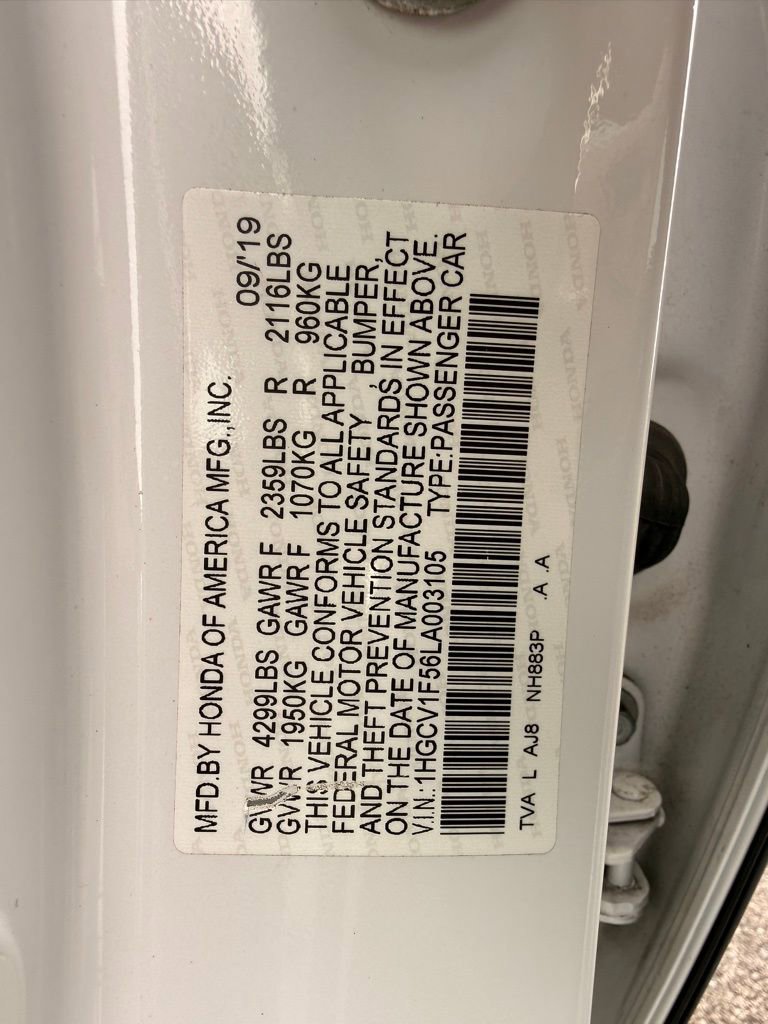 MFD.BY HONDA OF AMERICA MFG.,INC. 09/'19
GVWR 4299LBS GAWR F 2359LBS R 2116LBS
GVWR 1950KG GAWR F 1070KG R 960KG
THIS VEHICLE CONFORMS TO ALL APPLICABLE
FEDERAL MOTOR VEHICLE SAFETY , BUMPER,
AND THEFT PREVENTION STANDARDS IN EFFECT
ON THE DATE OF MANUFACTURE SHOWN ABOVE.
V.I.N.:1HGCV1F56LA003105 TYPE:PASSENGER CAR
TVA L AJ8 NH883P .A .A